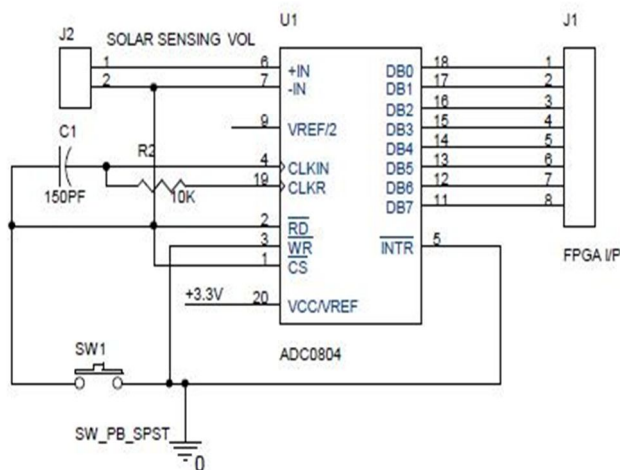 U1
J1
J2
SOLAR SENSING VOL
1
2
6
7
+IN
-IN
DB0
DB1
DB2
DB3
DB4
DB5
DB6
DB7
18
17
16
15
14
13
12
11
1
2
3
4
5
6
7
8
9
VREF/2
C1
150PF
R2
10K
4
19
CLKIN
CLKR
2
3
1
RD
WR
CS
INTR
5
FPGA I/P
+3.3V
20
VCC/VREF
ADC0804
SW1
SW_PB_SPST
0